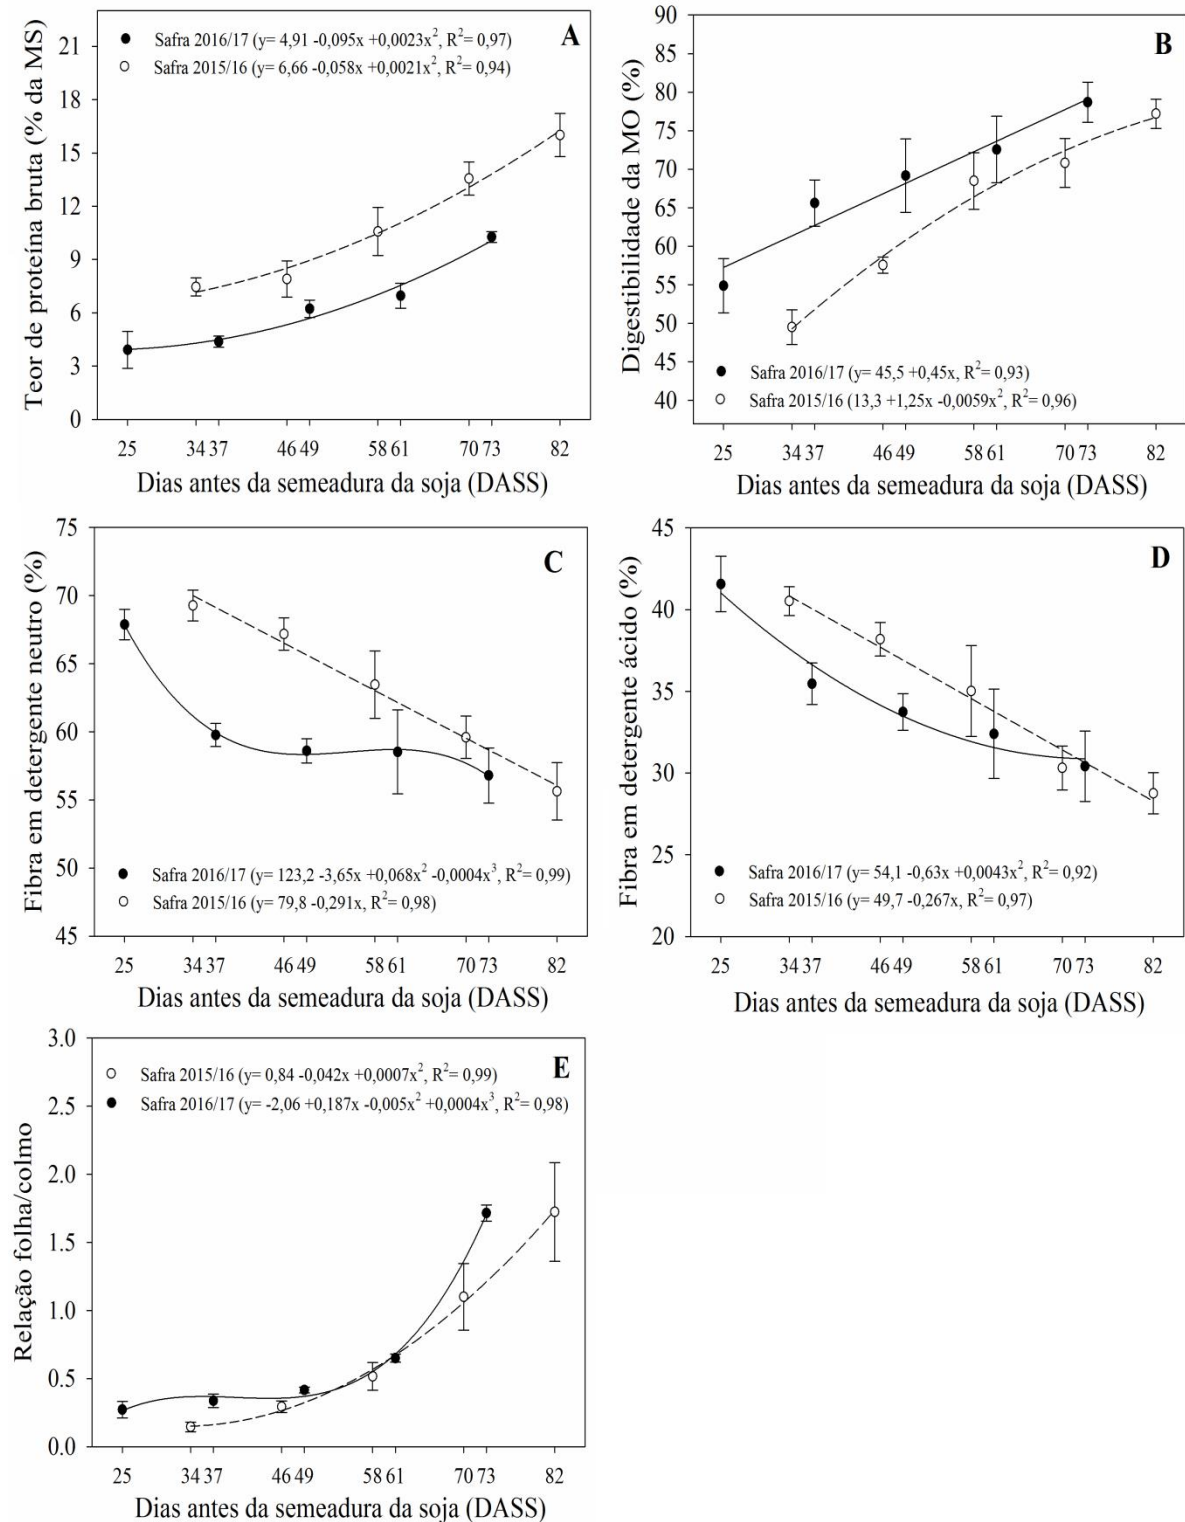 A
Safra 2016/17 (y= 4,91 -0,095x +0,0023x², R²= 0,97)
Safra 2015/16 (y= 6,66 -0,058x +0,0021x², R²= 0,94)
Teor de proteína bruta (% da MS)
21
18
15
12
9
6
3
0
25 34 37 46 49 58 61 70 73 82
Dias antes da semeadura da soja (DASS)
B
Digestibilidade da MO (%)
90
85
80
75
70
65
60
55
50
45
40
Safra 2016/17 (y= 45,5 +0,45x, R²= 0,93)
Safra 2015/16 (13,3 +1,25x -0,0059x², R²= 0,96)
25 34 37 46 49 58 61 70 73 82
Dias antes da semeadura da soja (DASS)
C
Fibra em detergente neutro (%)
75
70
65
60
55
50
45
Safra 2016/17 (y= 123,2 -3,65x +0,068x² -0,0004x³, R²= 0,99)
Safra 2015/16 (y= 79,8 -0,291x, R²= 0,98)
25 34 37 46 49 58 61 70 73 82
Dias antes da semeadura da soja (DASS)
D
Fibra em detergente ácido (%)
45
40
35
30
25
20
Safra 2016/17 (y= 54,1 -0,63x +0,0043x², R²= 0,92)
Safra 2015/16 (y= 49,7 -0,267x, R²= 0,97)
25 34 37 46 49 58 61 70 73 82
Dias antes da semeadura da soja (DASS)
E
Safra 2015/16 (y= 0,84 -0,042x +0,0007x², R²= 0,99)
Safra 2016/17 (y= -2,06 +0,187x -0,005x² +0,0004x³, R²= 0,98)
Relação folha/colmo
3.0
2.5
2.0
1.5
1.0
0.5
0.0
25 34 37 46 49 58 61 70 73 82
Dias antes da semeadura da soja (DASS)